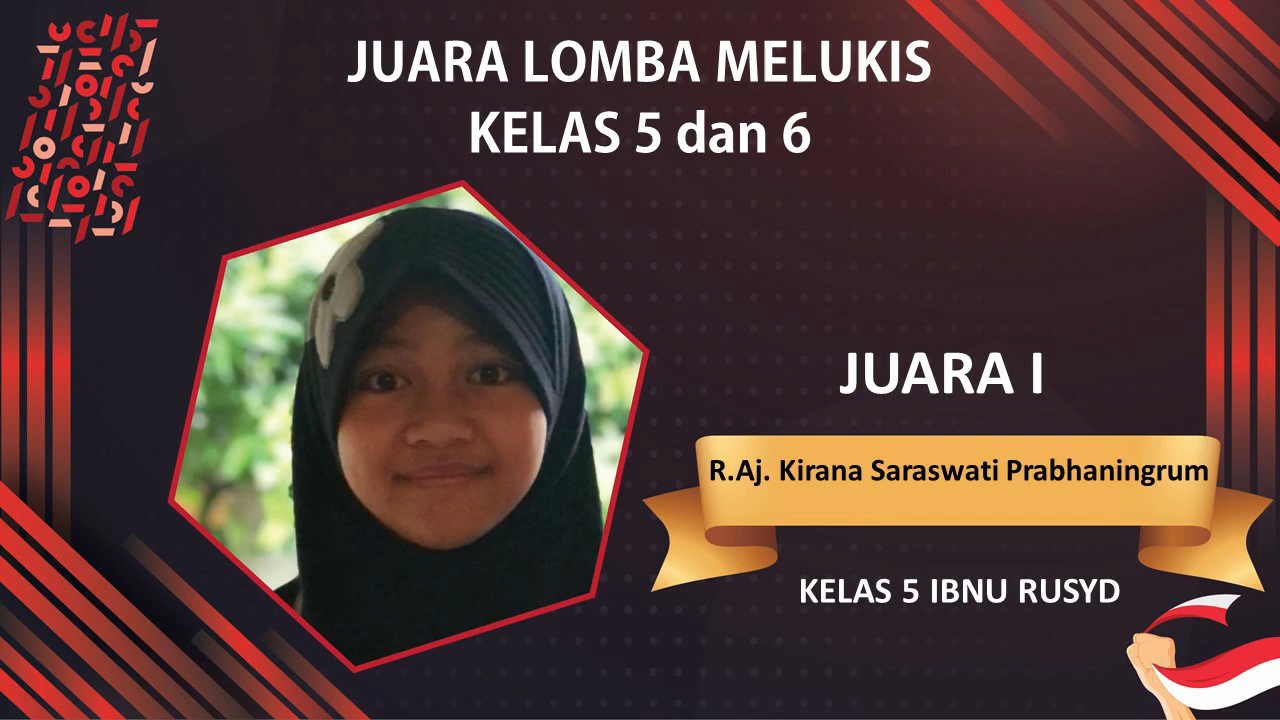 JUARA LOMBA MELUKIS
KELAS 5 dan 6
JUARA I
R.Aj. Kirana Saraswati Prabhaningrum
KELAS 5 IBNU RUSYD